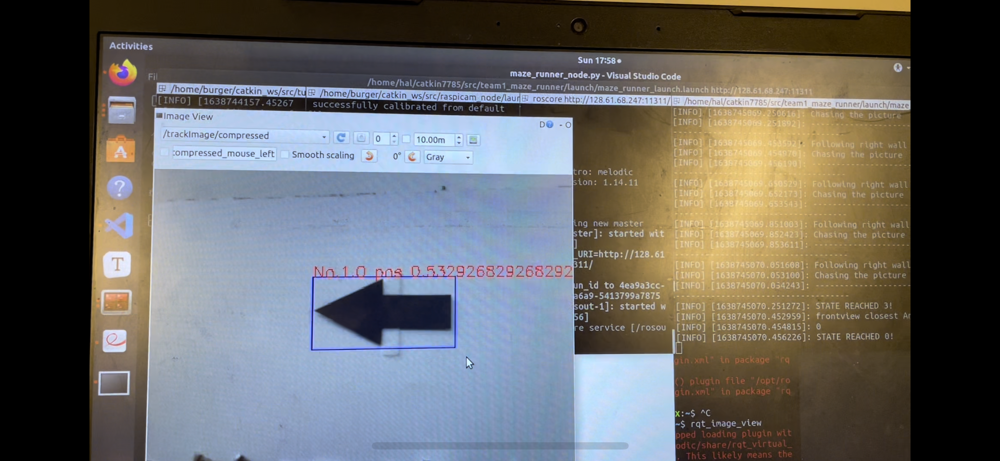 Activities
Sun 17:58
Fil
maze_runner_node.py - Visual Studio Code
/home/hal/catkin7785/src/team1_maze_runner/launch/maze_runner_launch.launch http://128.61.68.247:11311
/home/burger/catkin_ws/src/tu
/home/burger/catkin_ws/src/raspicam_node/laun
roscore http://128.61.68.247:11311/
/home/hal/catkin7785/src/team1_maze_runner/launch/maze
[INFO] [1638744157.45267
successfully calibrated from default
Image View
D
- O
/trackImage/compressed
0
10.00m
compressed_mouse_left
Smooth scaling
0°
Gray
No.1.0 pos 0.532926829268292
tro: melodic
sion: 1.14.11
ing new master
ster]: started wit
]
_URI=http://128.61
311/
un_id to 4ea9a3cc-
a6a9-5413799a7875
sout-1]: started w
56]
re service [/rosou
[INFO] [1638745069.250616]: Chasing the picture
[INFO] [1638745069.251892]: --------------------
--------------------------------------
[INFO] [1638745069.453592]: Following right wall
[INFO] [1638745069.454970]: Chasing the picture
[INFO] [1638745069.456190]: --------------------
--------------------------------------
[INFO] [1638745069.650529]: Following right wall
[INFO] [1638745069.652173]: Chasing the picture
[INFO] [1638745069.653543]: --------------------
--------------------------------------
[INFO] [1638745069.851003]: Following right wall
[INFO] [1638745069.852423]: Chasing the picture
[INFO] [1638745069.853611]: --------------------
--------------------------------------
[INFO] [1638745070.051608]: Following right wall
[INFO] [1638745070.053100]: Chasing the picture
[INFO] [1638745070.054243]: --------------------
--------------------------------------
[INFO] [1638745070.251272]: STATE REACHED 3!
[INFO] [1638745070.452959]: frontview closest An
[INFO] [1638745070.454815]: 0
[INFO] [1638745070.456226]: STATE REACHED 0!
gin.xml" in package "rq
() plugin file "/opt/ro
gin.xml" in package "rq
x:~$ ^C
~$ rqt_image_view
pped loading plugin wit
odic/share/rqt_virtual_
. This likely means the